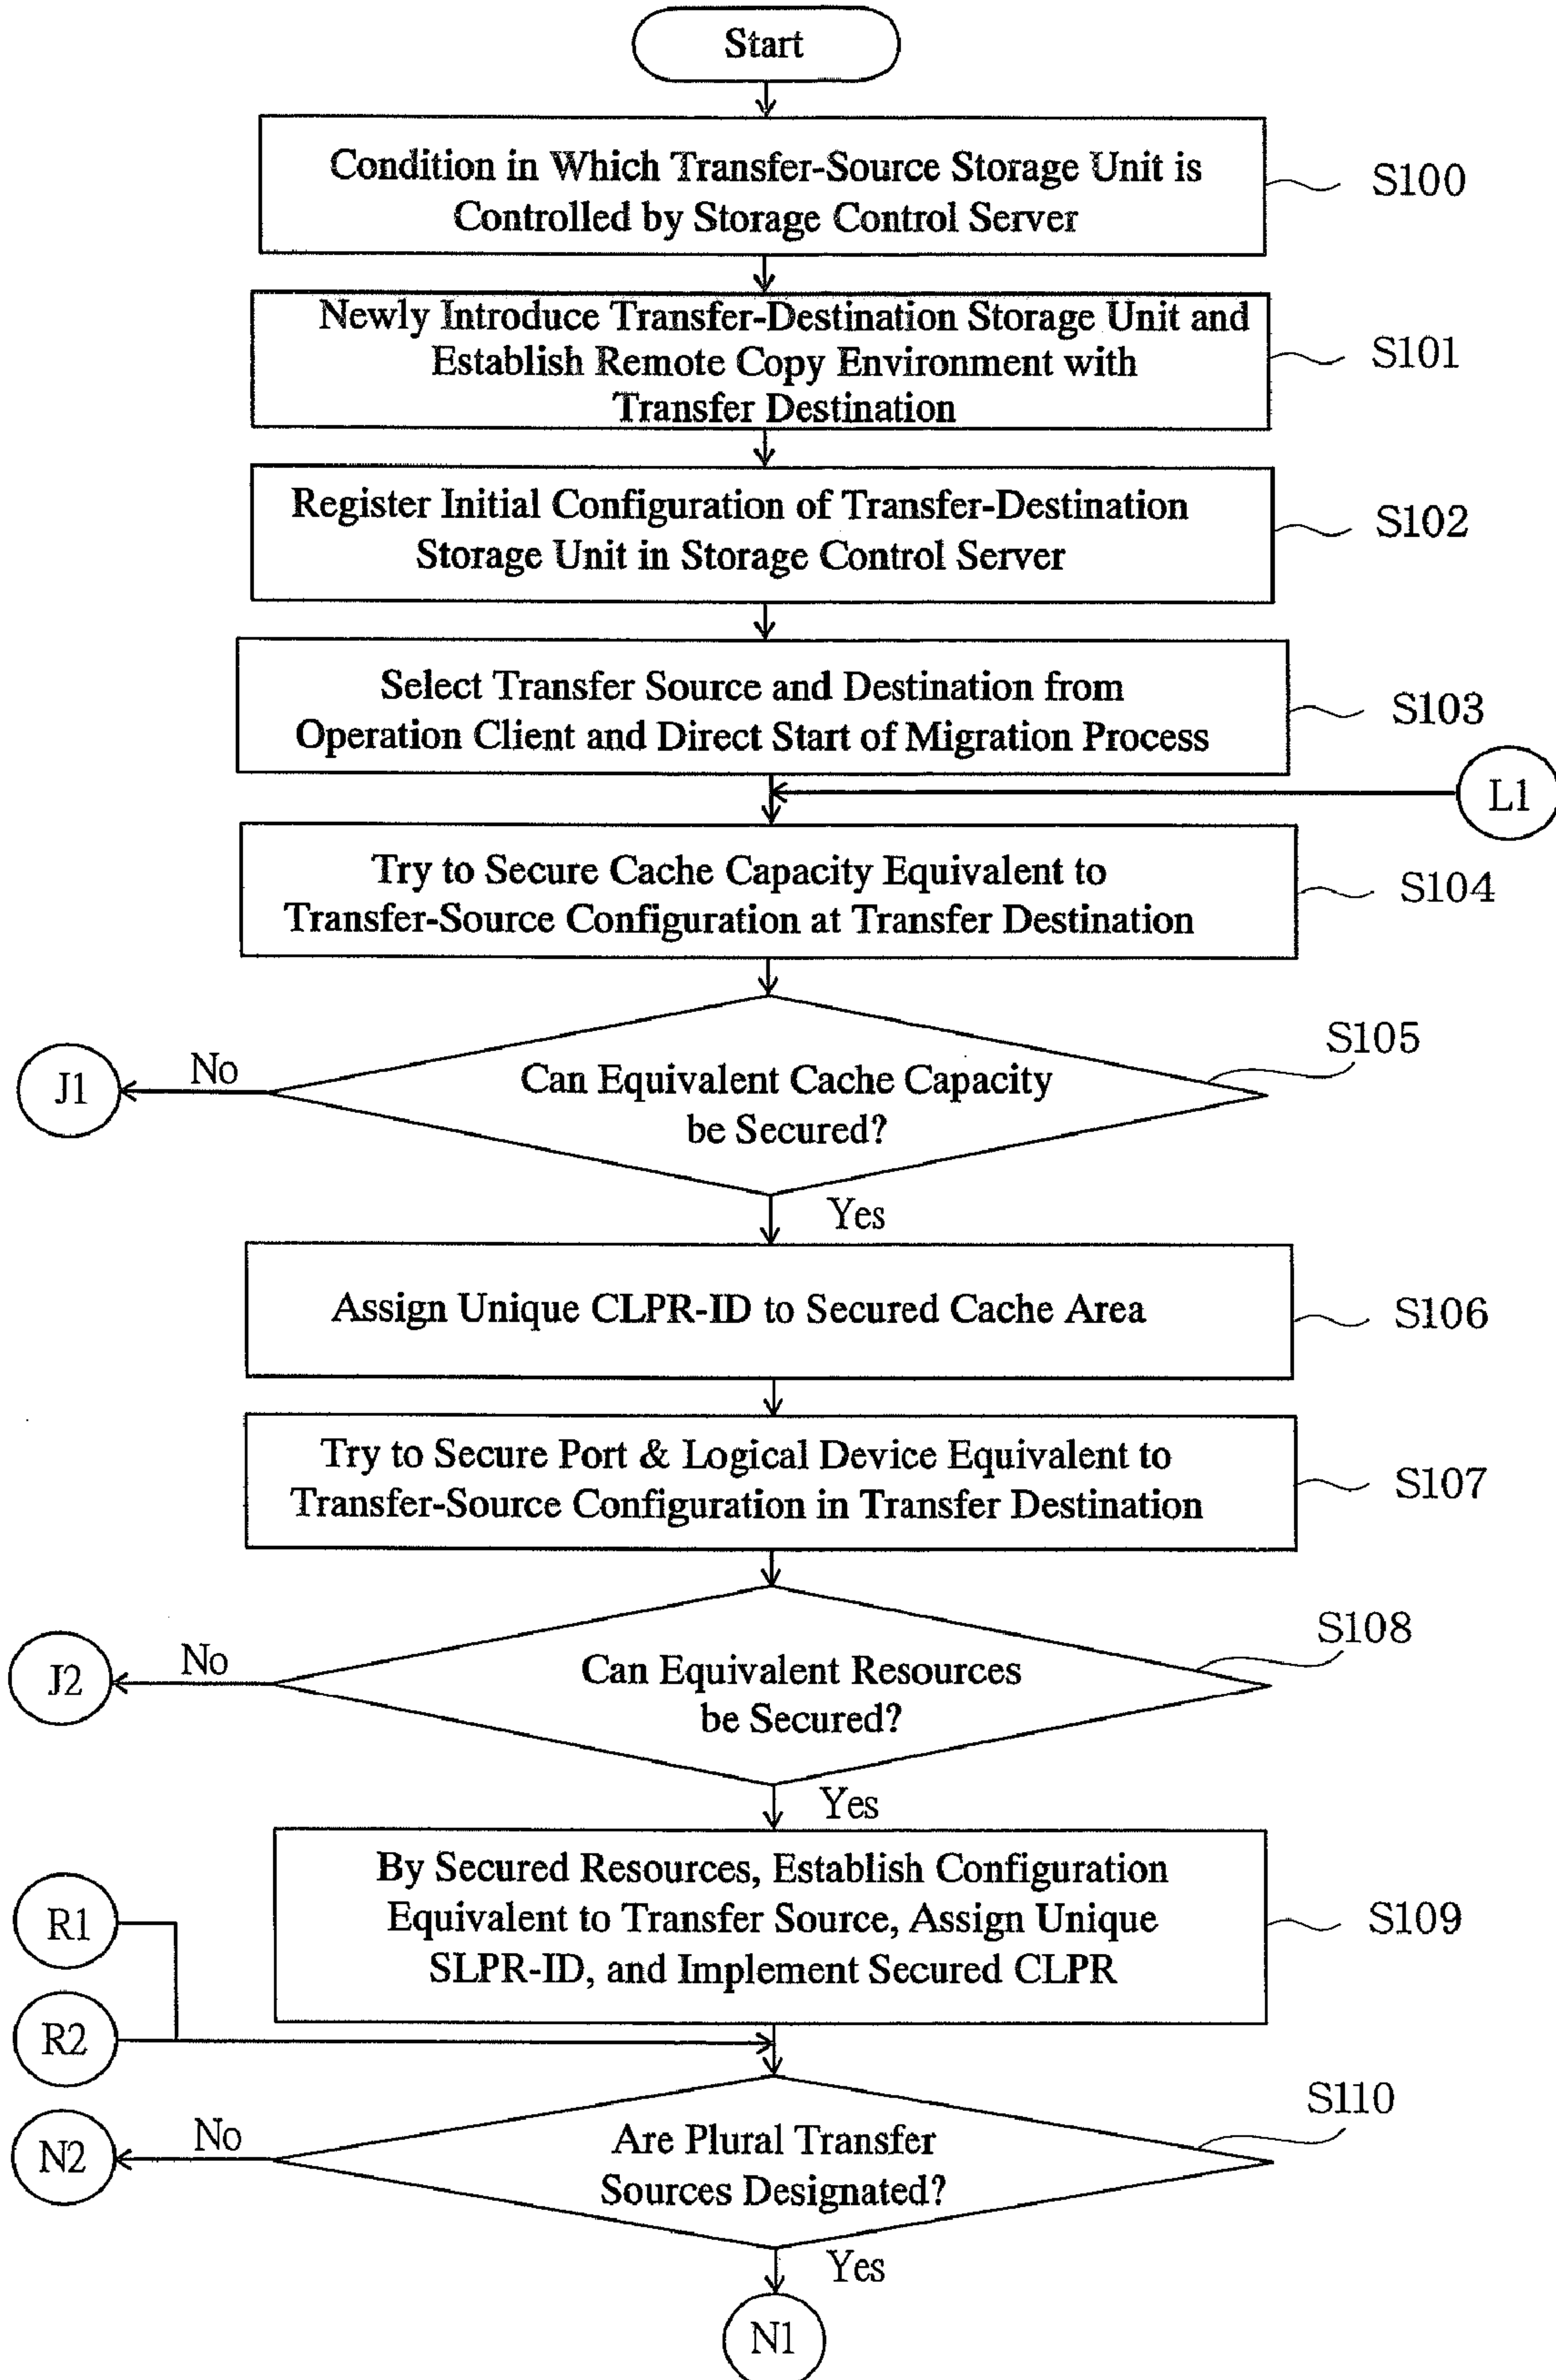 Start
Condition in Which Transfer-Source Storage Unit is
Controlled by Storage Control Server
S100
Newly Introduce Transfer-Destination Storage Unit and
Establish Remote Copy Environment with
Transfer Destination
S101
Register Initial Configuration of Transfer-Destination
Storage Unit in Storage Control Server
S102
Select Transfer Source and Destination from
Operation Client and Direct Start of Migration Process
S103
L1
Try to Secure Cache Capacity Equivalent to
Transfer-Source Configuration at Transfer Destination
S104
S105
J1
No
Can Equivalent Cache Capacity
be Secured?
Yes
Assign Unique CLPR-ID to Secured Cache Area
S106
Try to Secure Port & Logical Device Equivalent to
Transfer-Source Configuration in Transfer Destination
S107
S108
J2
No
Can Equivalent Resources
be Secured?
Yes
By Secured Resources, Establish Configuration
Equivalent to Transfer Source, Assign Unique
SLPR-ID, and Implement Secured CLPR
S109
R1
R2
S110
N2
No
Are Plural Transfer
Sources Designated?
Yes
N1